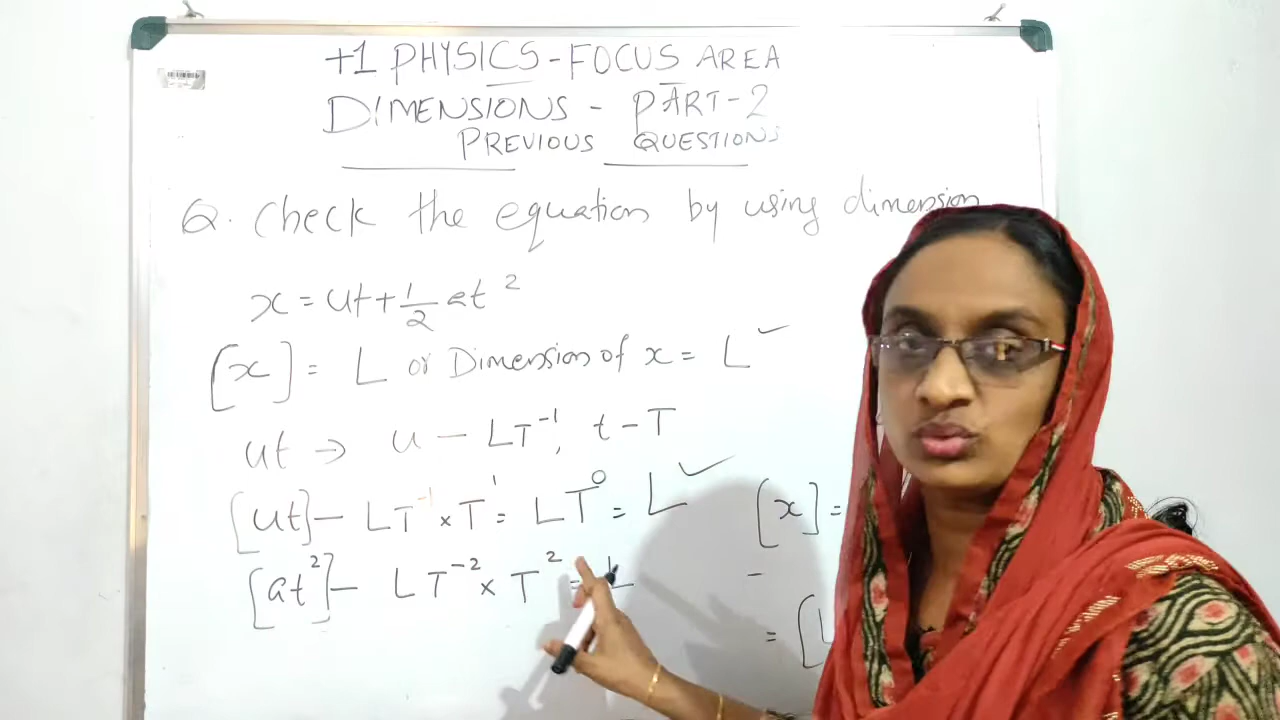 +1 PHYSICS - FOCUS AREA
DIMENSIONS - PART-2
PREVIOUS QUESTIONS
Q. Check the equation by using dimension
x = ut + 1/2 at²
[x] = L or Dimension of x = L ✓
ut → u - LT⁻¹, t - T
[ut] - LT⁻¹ × T¹ = LT⁰ = L ✓
[at²] - LT⁻² × T² = L
[x] =
-
= [L